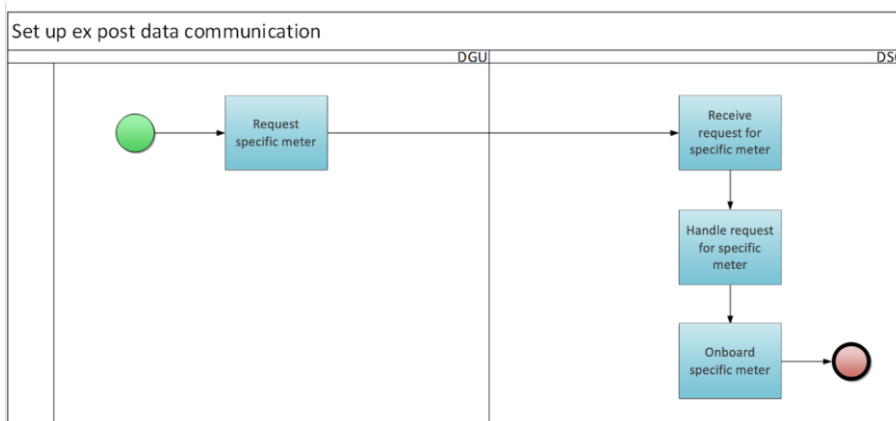 Set up ex post data communication
DGU
Request
specific meter
Receive
request for
specific meter
Handle request
for specific
meter
Onboard
specific meter